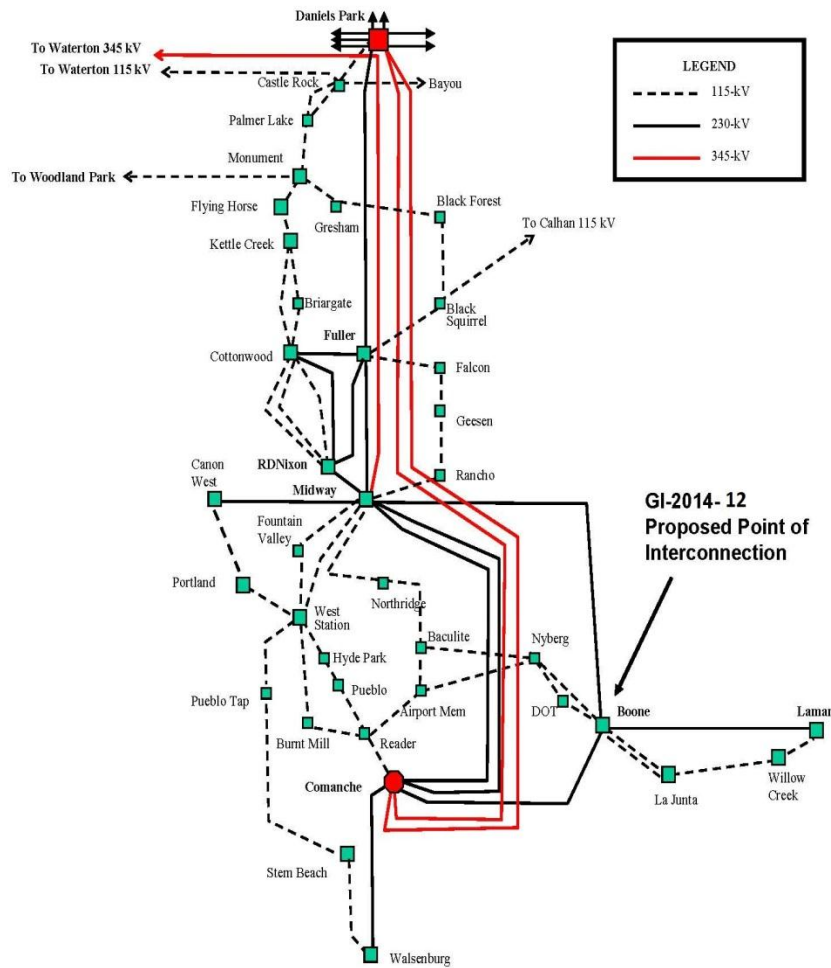 Daniels Park
To Waterton 345 kV
To Waterton 115 kV
Castle Rock
Bayou
Palmer Lake
Monument
To Woodland Park
Flying Horse
Gresham
Black Forest
Kettle Creek
To Calhan 115 kV
Briargate
Black
Squirrel
Fuller
Cottonwood
Falcon
Geesen
RDNixon
Rancho
Canon
West
Midway
Fountain
Valley
Portland
Northridge
West
Station
Baculite
Nyberg
Hyde Park
Pueblo
Pueblo Tap
Airport Mem
DOT
Boone
Lamar
Burnt Mill
Reader
Comanche
La Junta
Willow
Creek
Stem Beach
Walsenburg
LEGEND
115-kV
230-kV
345-kV
GI-2014-12
Proposed Point of
Interconnection